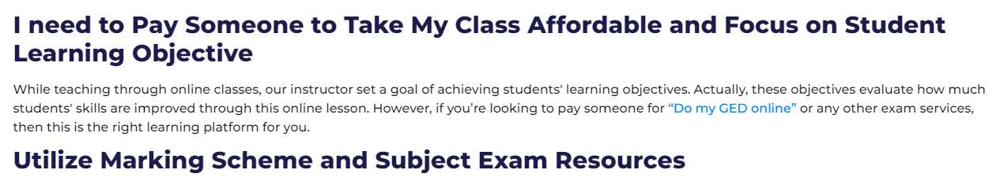 I need to Pay Someone to Take My Class Affordable and Focus on Student
Learning Objective
While teaching through online classes, our instructor set a goal of achieving students' learning objectives. Actually, these objectives evaluate how much
students' skills are improved through this online lesson. However, if you’re looking to pay someone for “Do my GED online” or any other exam services,
then this is the right learning platform for you.
Utilize Marking Scheme and Subject Exam Resources